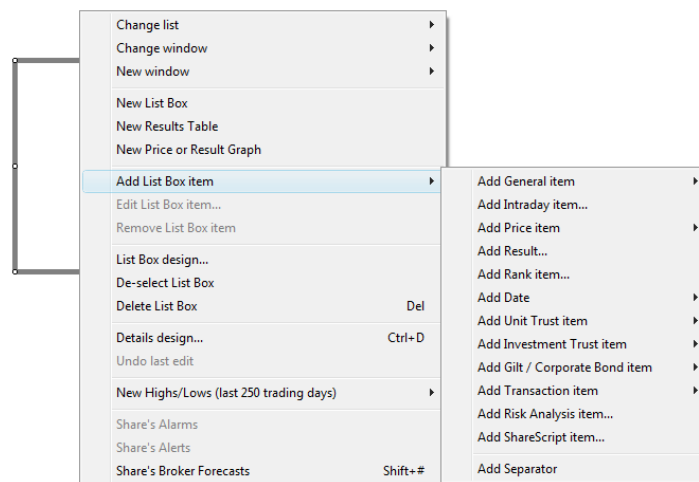 Change list
Change window
New window
New List Box
New Results Table
New Price or Result Graph
Add List Box item
Edit List Box item...
Remove List Box item
List Box design...
De-select List Box
Delete List Box Del
Details design... Ctrl+D
Undo last edit
New Highs/Lows (last 250 trading days)
Share's Alarms
Share's Alerts
Share's Broker Forecasts Shift+#
Add General item
Add Intraday item...
Add Price item
Add Result...
Add Rank item...
Add Date
Add Unit Trust item
Add Investment Trust item
Add Gilt / Corporate Bond item
Add Transaction item
Add Risk Analysis item...
Add ShareScript item...
Add Separator